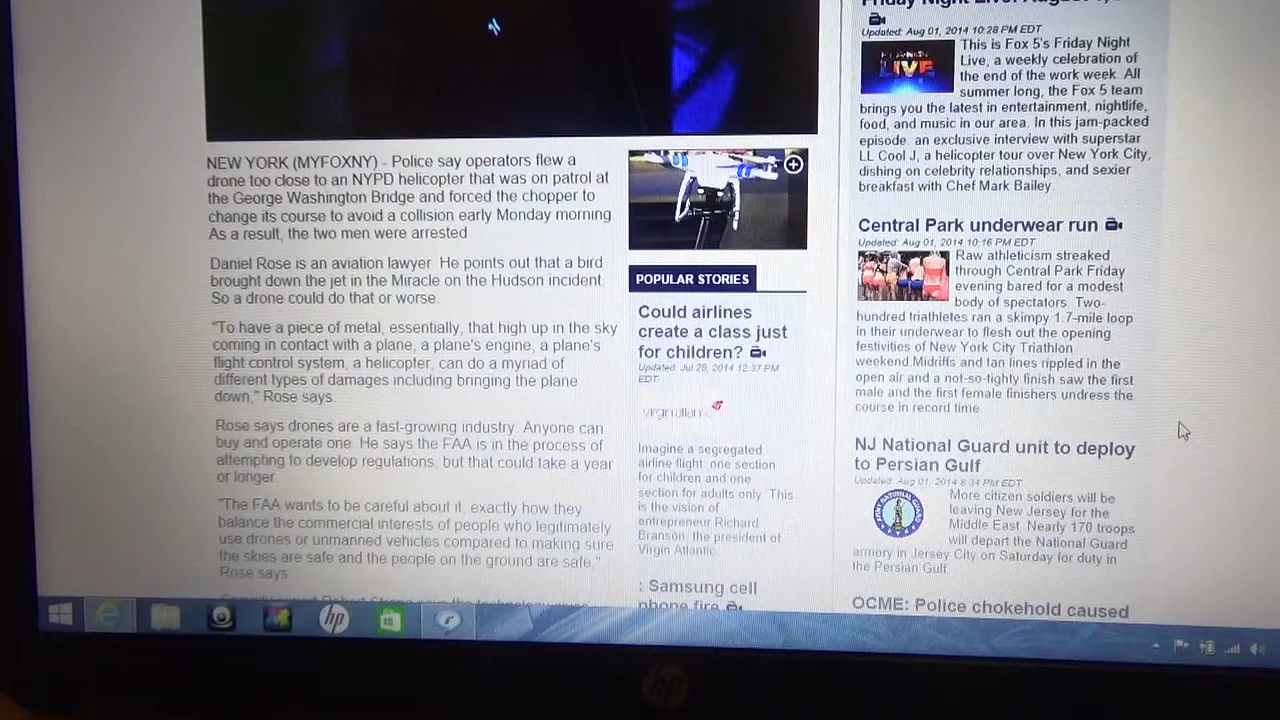 NEW YORK (MYFOXNY) - Police say operators flew a
drone too close to an NYPD helicopter that was on patrol at
the George Washington Bridge and forced the chopper to
change its course to avoid a collision early Monday morning.
As a result, the two men were arrested.
Daniel Rose is an aviation lawyer. He points out that a bird
brought down the jet in the Miracle on the Hudson incident.
So a drone could do that or worse.
"To have a piece of metal, essentially, that high up in the sky
coming in contact with a plane, a plane's engine, a plane's
flight control system, a helicopter, can do a myriad of
different types of damages including bringing the plane
down," Rose says.
Rose says drones are a fast-growing industry. Anyone can
buy and operate one. He says the FAA is in the process of
attempting to develop regulations, but that could take a year
or longer.
"The FAA wants to be careful about it, exactly how they
balance the commercial interests of people who legitimately
use drones or unmanned vehicles compared to making sure
the skies are safe and the people on the ground are safe,"
Rose says.
POPULAR STORIES
Could airlines
create a class just
for children?
Updated: Jul 28, 2014 12:37 PM
EDT
virgin atlantic
Imagine a segregated
airline flight: one section
for children and one
section for adults only. This
is the vision of
entrepreneur Richard
Branson, the president of
Virgin Atlantic.
: Samsung cell
phone fire
Friday Night Live: August 1,
Updated: Aug 01, 2014 10:28 PM EDT
LIVE
This is Fox 5's Friday Night
Live, a weekly celebration of
the end of the work week. All
summer long, the Fox 5 team
brings you the latest in entertainment, nightlife,
food, and music in our area. In this jam-packed
episode, an exclusive interview with superstar
LL Cool J, a helicopter tour over New York City,
dishing on celebrity relationships, and sexier
breakfast with Chef Mark Bailey
Central Park underwear run
Updated: Aug 01, 2014 10:16 PM EDT
Raw athleticism streaked
through Central Park Friday
evening bared for a modest
body of spectators. Two-
hundred triathletes ran a skimpy 1.7-mile loop
in their underwear to flesh out the opening
festivities of New York City Triathlon
weekend.Midriffs and tan lines rippled in the
open air and a not-so-tighty finish saw the first
male and the first female finishers undress the
course in record time.
NJ National Guard unit to deploy
to Persian Gulf
Updated: Aug 01, 2014 8:34 PM EDT
More citizen soldiers will be
leaving New Jersey for the
Middle East. Nearly 170 troops
will depart the National Guard
armory in Jersey City on Saturday for duty in
the Persian Gulf.
OCME: Police chokehold caused
hp
hp